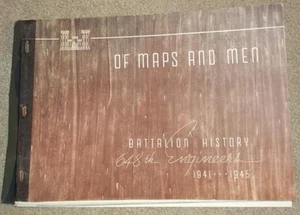 OF MAPS AND MEN
BATTALION HISTORY
648th Engineers
1941···1945